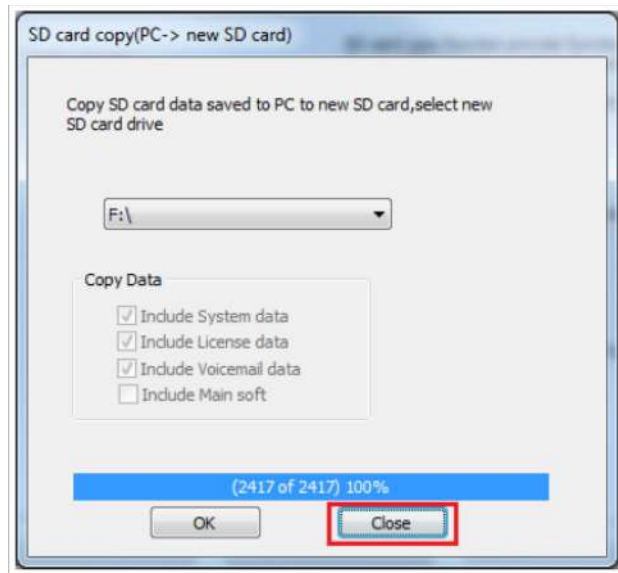 SD card copy(PC-> new SD card)
Copy SD card data saved to PC to new SD card,select new
SD card drive
F:\
Copy Data
Include System data
Include License data
Include Voicemail data
Include Main soft
(2417 of 2417) 100%
OK
Close